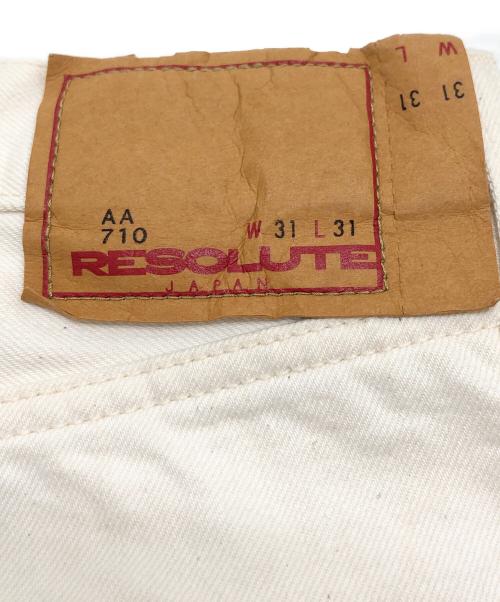 AA
710 W 31 L 31
RESOLUTE
JAPAN
W 31
L 31